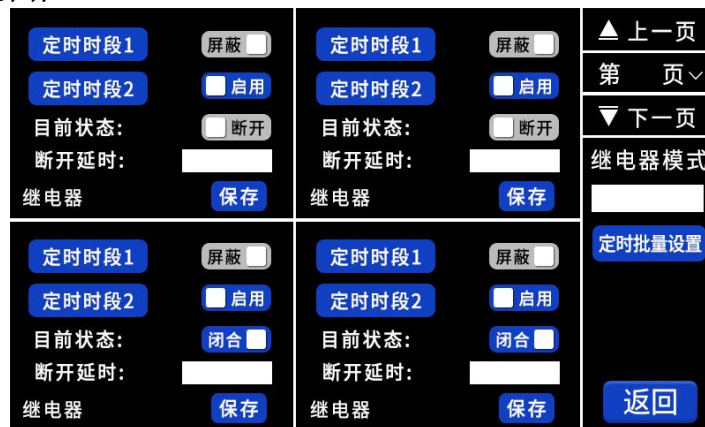 定时时段1 屏蔽
定时时段2 启用
目前状态: 断开
断开延时:
继电器 保存
定时时段1 屏蔽
定时时段2 启用
目前状态: 断开
断开延时:
继电器 保存
定时时段1 屏蔽
定时时段2 启用
目前状态: 闭合
断开延时:
继电器 保存
定时时段1 屏蔽
定时时段2 启用
目前状态: 闭合
断开延时:
继电器 保存
上一页
第 页
下一页
继电器模式
定时批量设置
返回